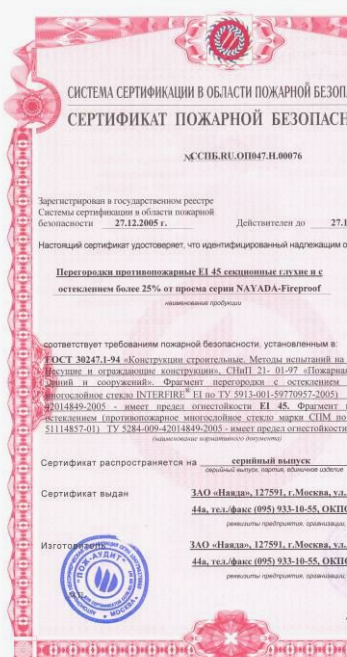 СИСТЕМА СЕРТИФИКАЦИИ В ОБЛАСТИ ПОЖАРНОЙ БЕЗОП
СЕРТИФИКАТ ПОЖАРНОЙ БЕЗОПАСН
№ССПБ.RU.ОП047.Н.00076
Зарегистрирован в государственном реестре
Системы сертификации в области пожарной
безопасности 27.12.2005 г. Действителен до 27.1
Настоящий сертификат удостоверяет, что идентифицированный надлежащим о
Перегородки противопожарные EI 45 секционные глухие и с
остеклением более 25% от проема серии NAYADA-Fireproof
наименование продукции
соответствует требованиям пожарной безопасности, установленным в:
ГОСТ 30247.1-94 «Конструкции строительные. Методы испытаний на
Несущие и ограждающие конструкции», СНиП 21- 01-97 «Пожарная
зданий и сооружений». Фрагмент перегородки с остеклением
многослойное стекло INTERFIRE® EI по ТУ 5913-001-59770957-2005)
42014849-2005 - имеет предел огнестойкости EI 45. Фрагмент
остеклением (противопожарное многослойное стекло марки СПМ по
51114857-01) ТУ 5284-009-42014849-2005 - имеет предел огнестойкости
(наименование нормативного документа)
Сертификат распространяется на серийный выпуск
серийный выпуск, партия, единичное изделие
Сертификат выдан ЗАО «Наяда», 127591, г.Москва, ул.
44а, тел./факс (095) 933-10-55, ОКПО
реквизиты предприятия, организации,
Изготовитель ЗАО «Наяда», 127591, г.Москва, ул.
44а, тел./факс (095) 933-10-55, ОКПО
реквизиты предприятия, организации,
"ПОЖ-АУДИТ"
МОСКВА